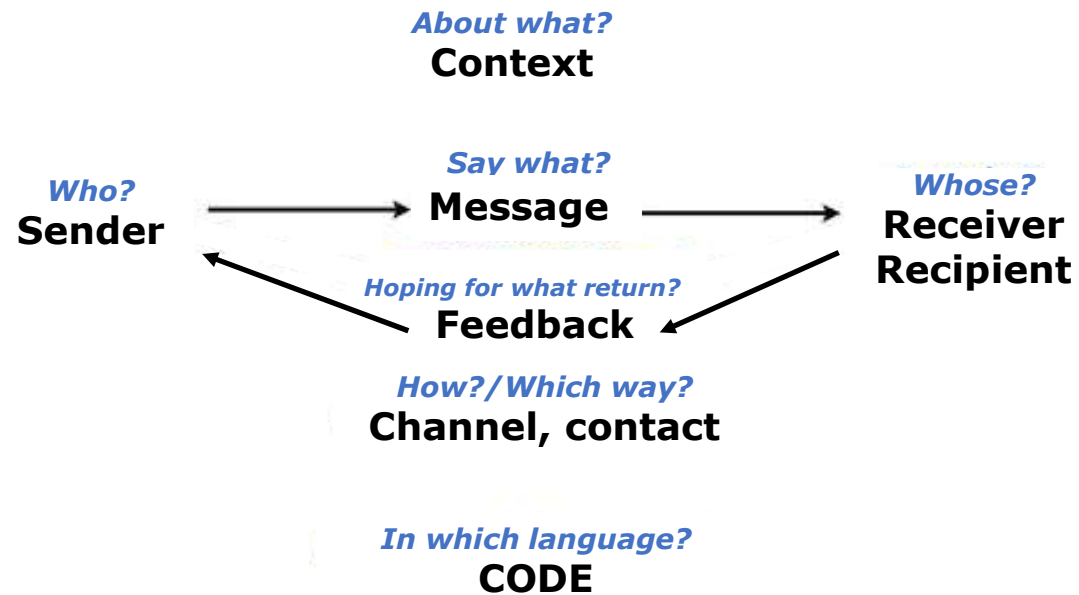 About what?
Context
Say what?
Message
Who?
Sender
Whose?
Receiver
Recipient
Hoping for what return?
Feedback
How?/Which way?
Channel, contact
In which language?
CODE